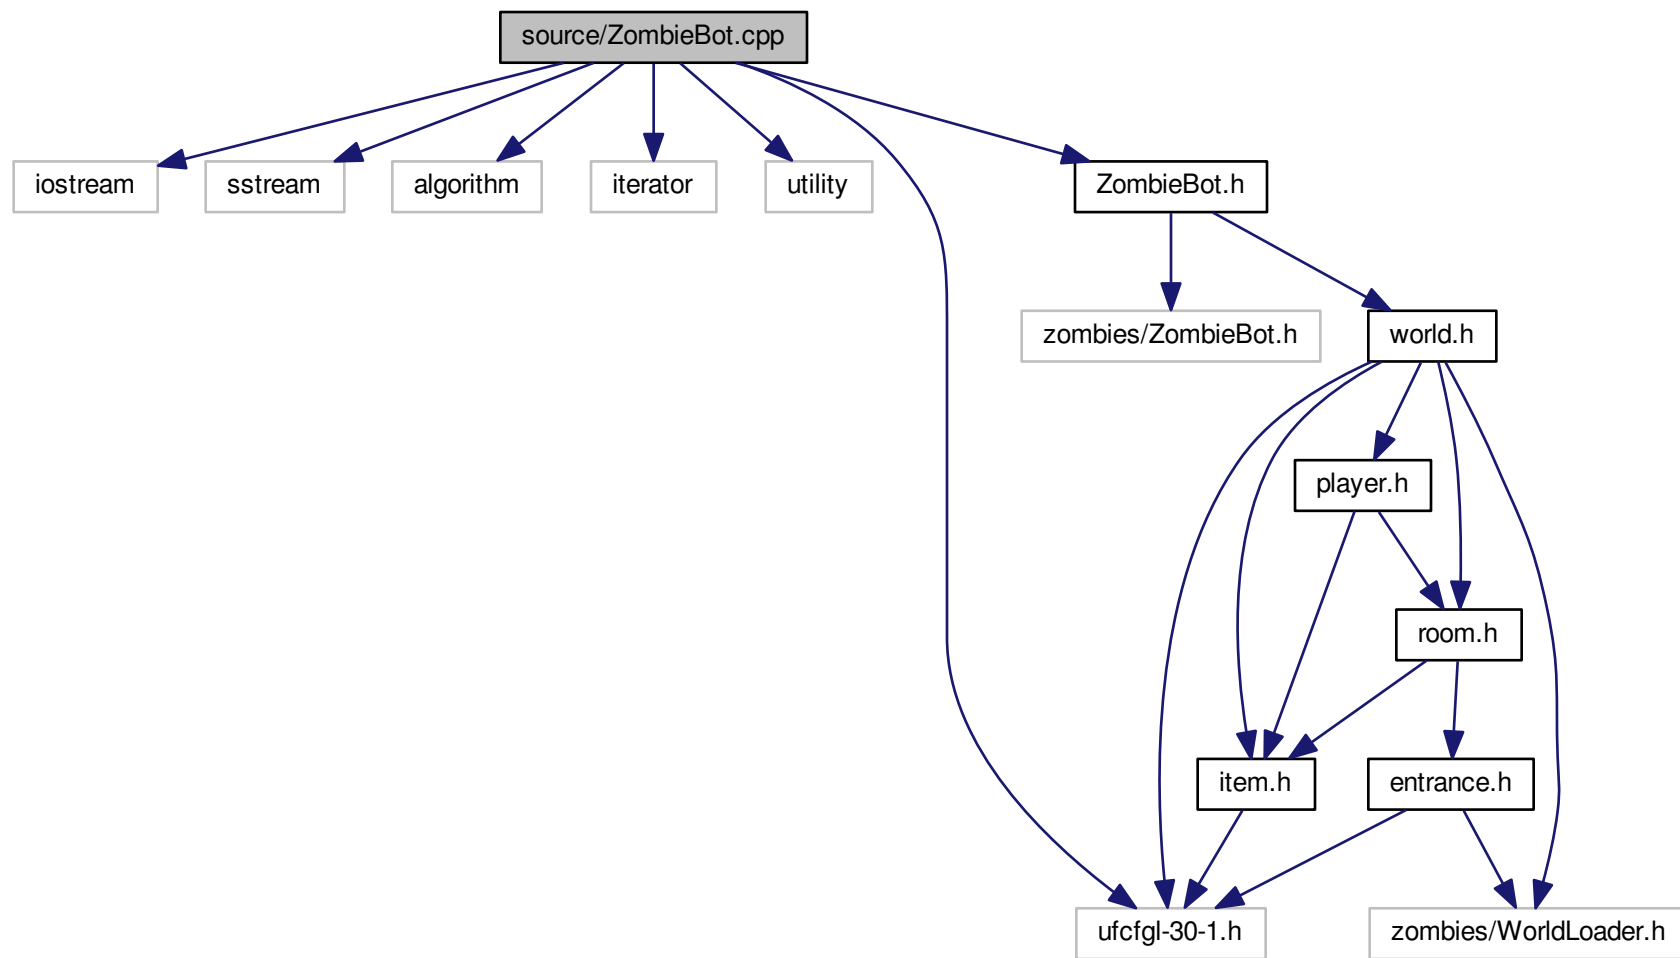 source/ZombieBot.cpp
iostream
sstream
algorithm
iterator
utility
ZombieBot.h
zombies/ZombieBot.h
world.h
player.h
room.h
item.h
entrance.h
ufcfgl-30-1.h
zombies/WorldLoader.h